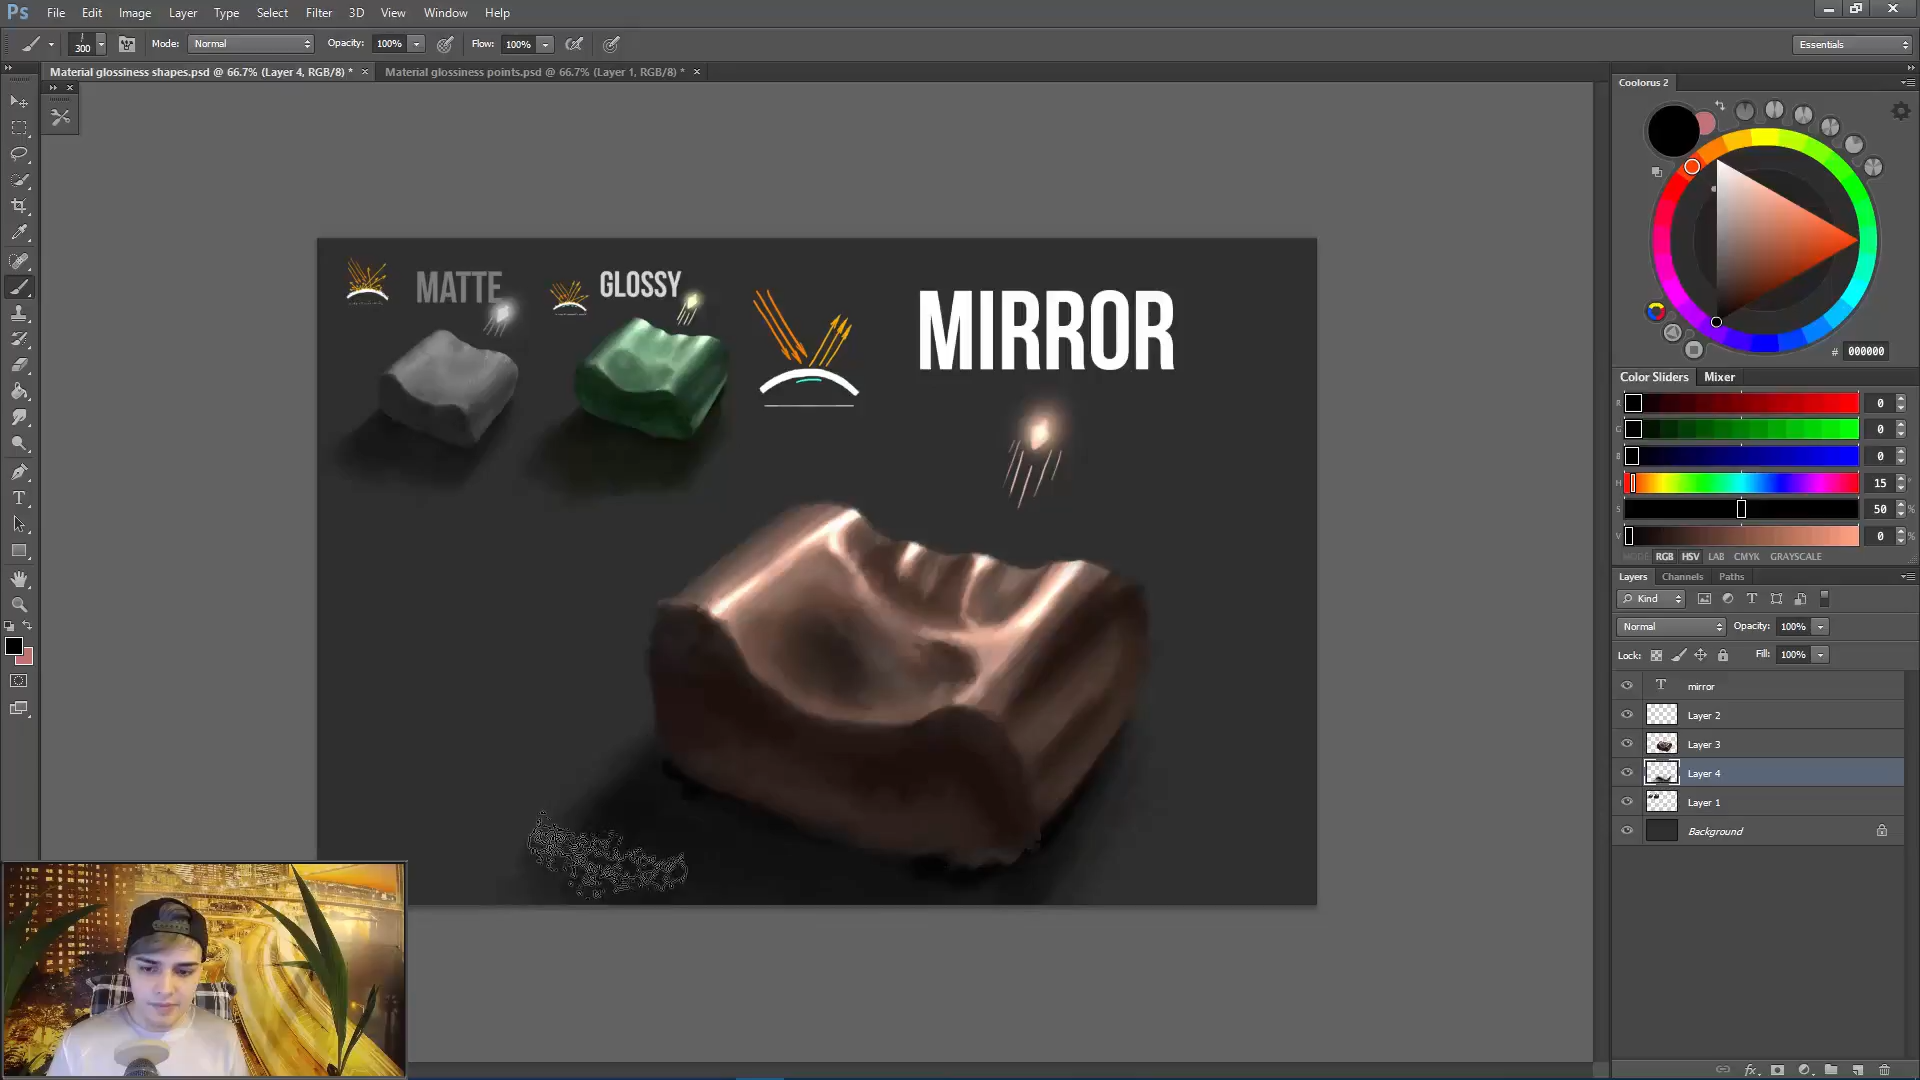 Ps File Edit Image Layer Type Select Filter 3D View Window Help
300 Mode: Normal Opacity: 100% Flow: 100% Essentials
Material glossiness shapes.psd @ 66.7% (Layer 4, RGB/8) * Material glossiness points.psd @ 66.7% (Layer 1, RGB/8) *
Coolorus 2
MATTE
GLOSSY
MIRROR
# 000000
Color Sliders Mixer
R 0
G 0
B 0
H 15 °
S 50 %
V 0 %
MODE RGB HSV LAB CMYK GRAYSCALE
Layers Channels Paths
Kind
Normal Opacity: 100%
Lock: Fill: 100%
T mirror
Layer 2
Layer 3
Layer 4
Layer 1
Background
fx